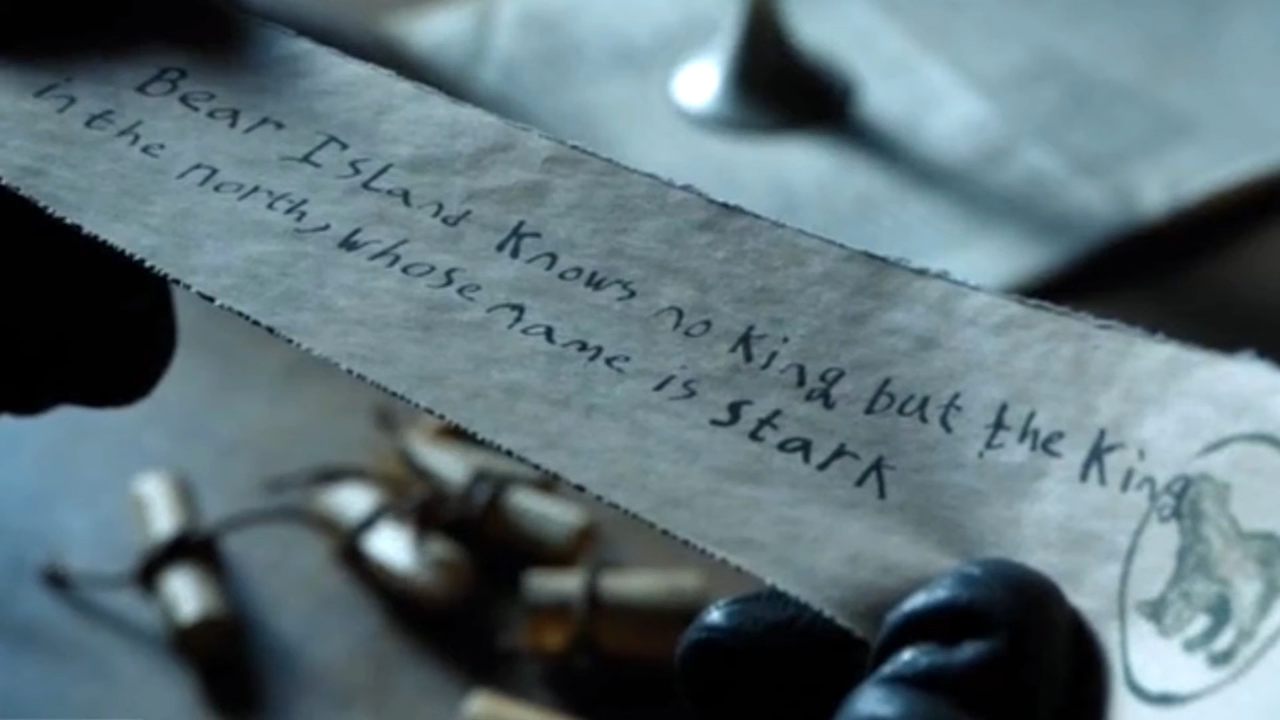 Bear Island Knows no King but the King
in the north, whose name is Stark